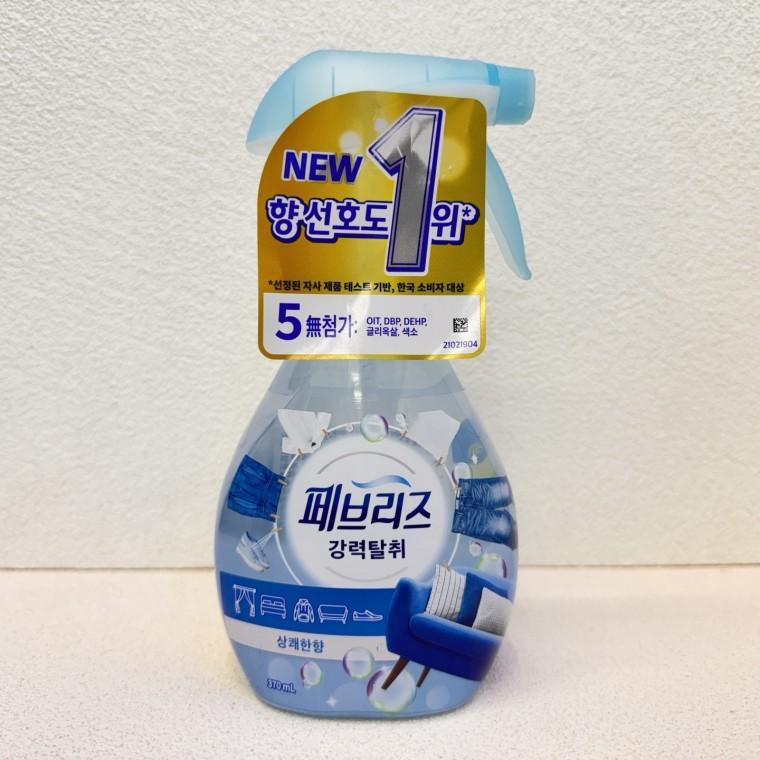 NEW
향 선호도 1위*
*선정된 자사 제품 테스트 기반, 한국 소비자 대상
5 無첨가: OIT, DBP, DEHP,
글리옥살, 색소
21021904
페브리즈
강력탈취
상쾌한향
370 mL